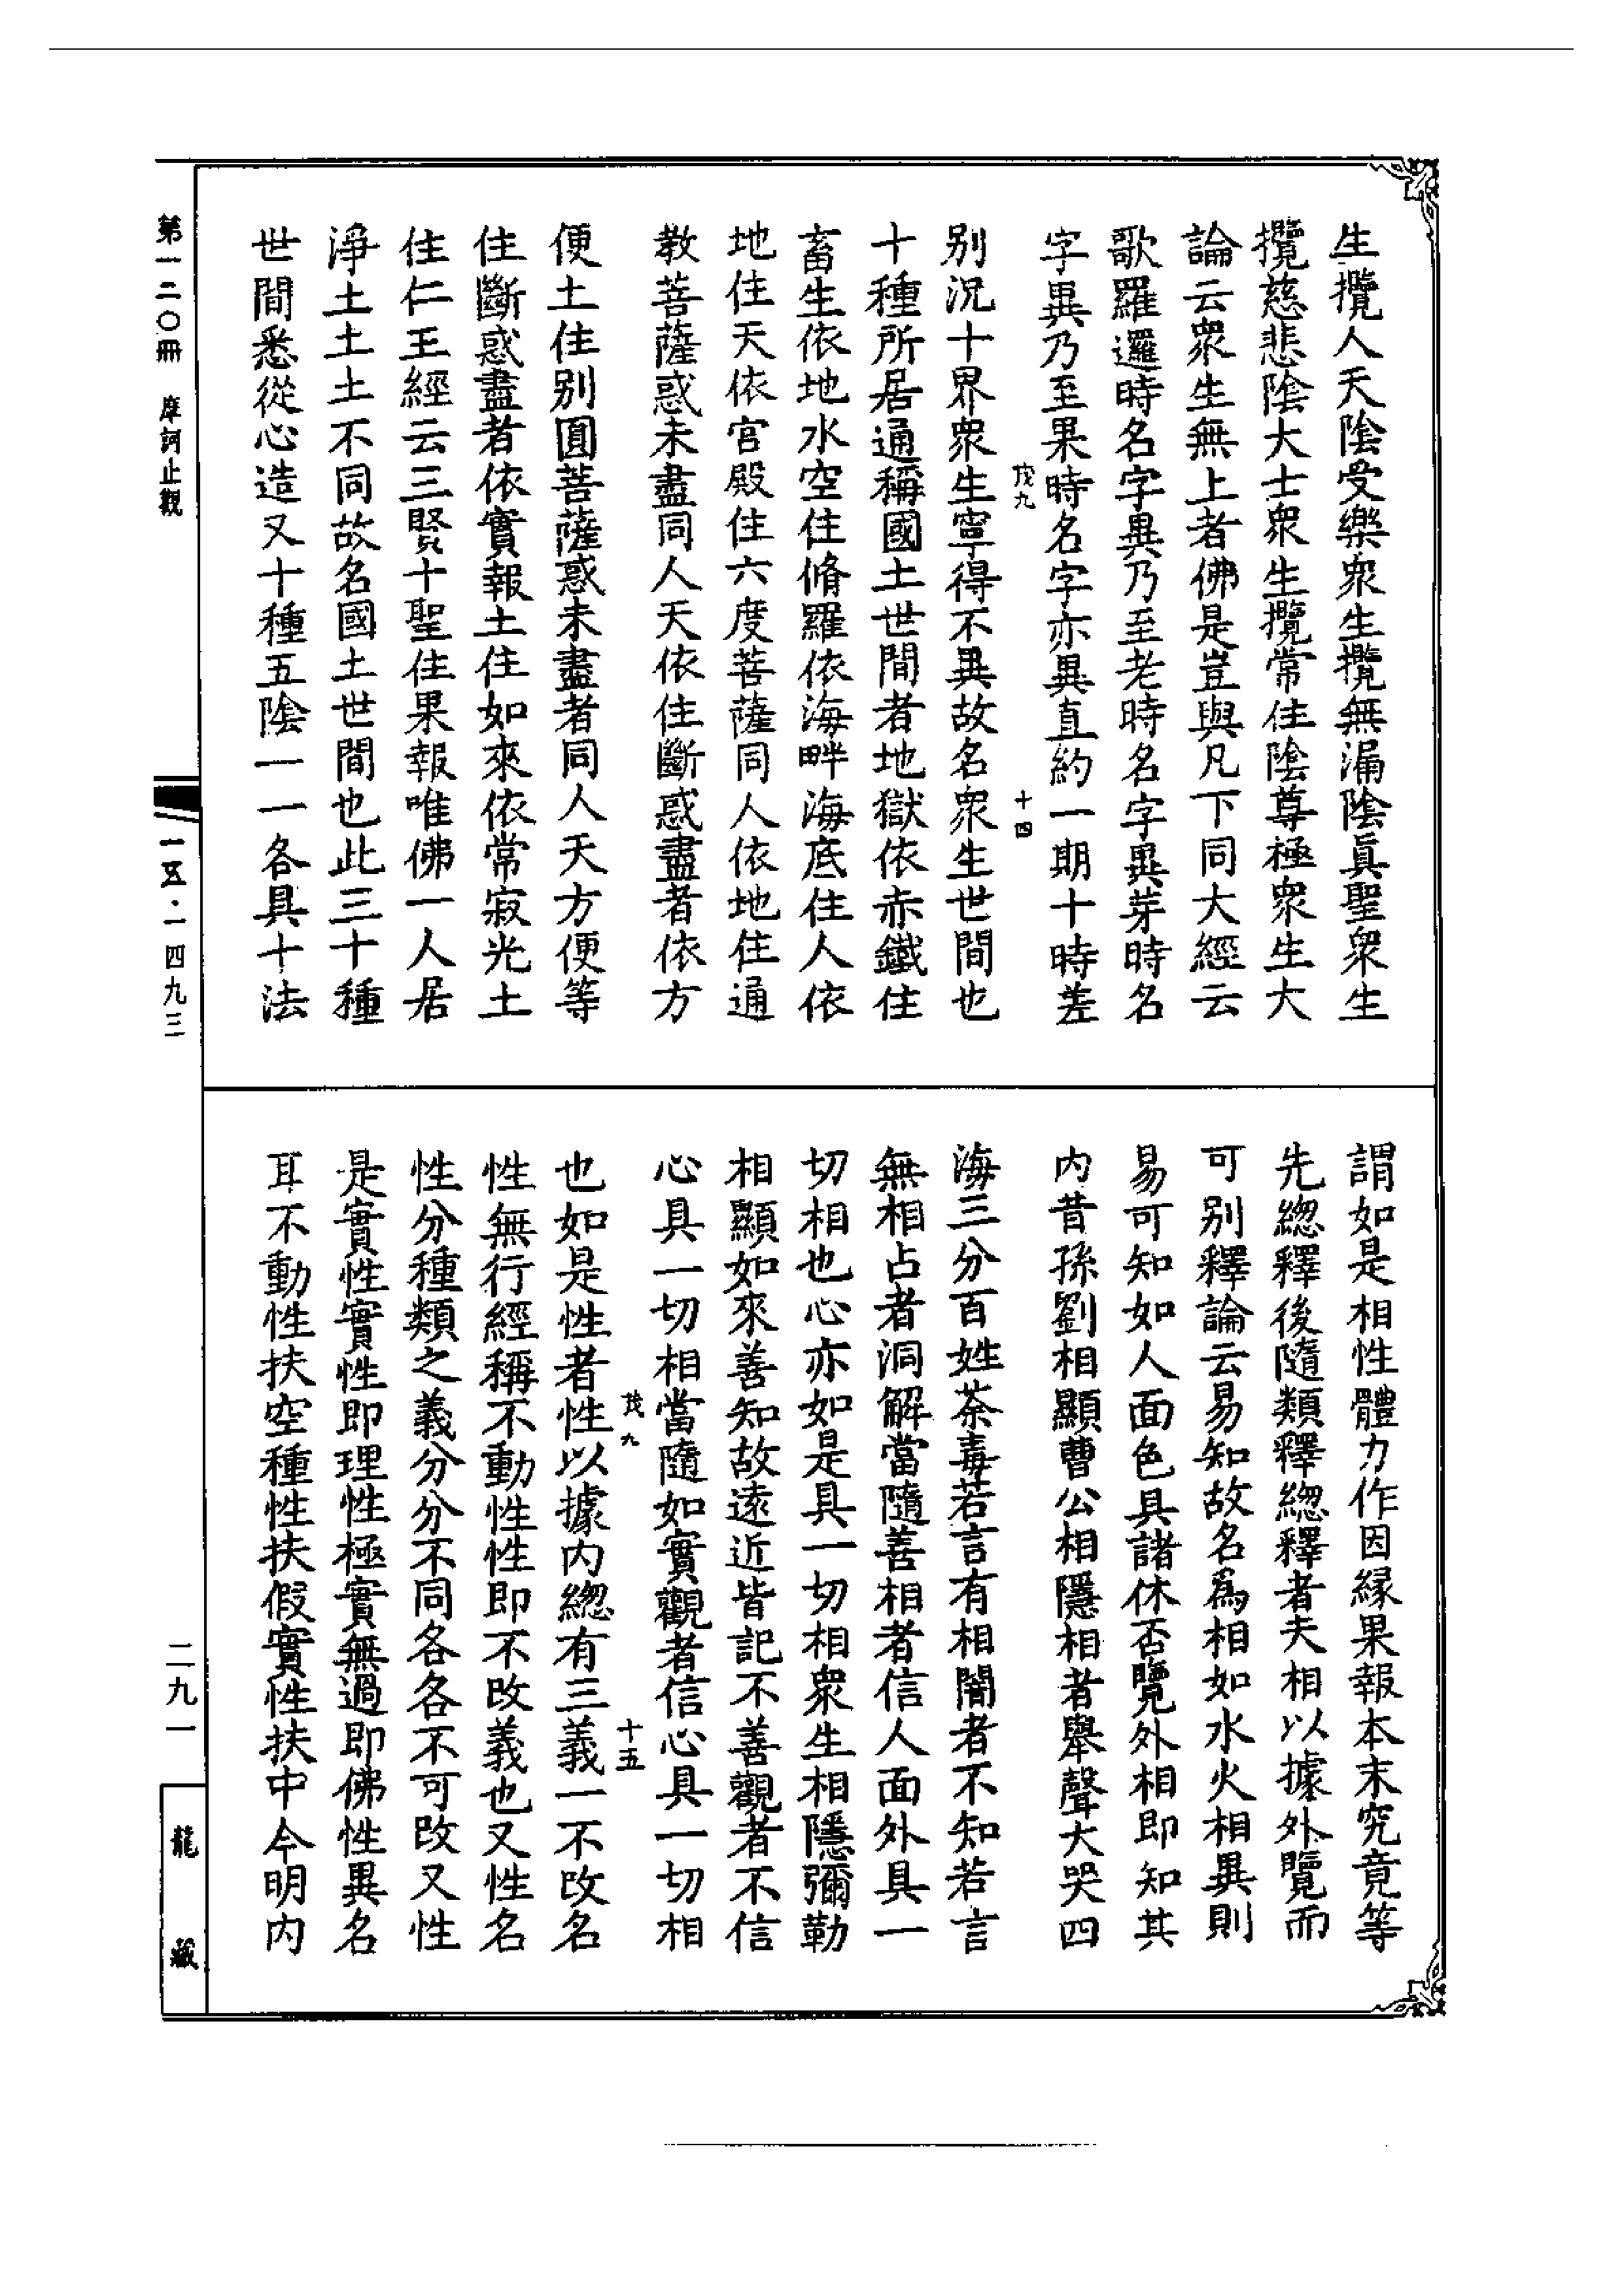 生攬人天陰受樂衆生攬無漏陰眞聖衆生
攬慈悲陰大士衆生攬常住陰尊極衆生大
論云衆生無上者佛是豈與凡下同大經云
歌羅邏時名字異乃至老時名字異芽時名
字異乃至果時名字亦異直約一期十時差
茂九 十四
别況十界衆生寧得不異故名衆生世間也
十種所居通稱國土世間者地獄依赤鐵住
畜生依地水空住脩羅依海畔海底住人依
地住天依宮殿住六度菩薩同人依地住通
教菩薩惑未盡同人天依住斷惑盡者依方
便土住别圓菩薩惑未盡者同人天方便等
住斷惑盡者依實報土住如來依常寂光土
住仁王經云三賢十聖住果報唯佛一人居
淨土土土不同故名國土世間也此三十種
世間悉從心造又十種五陰一一各具十法
謂如是相性體力作因緣果報本末究竟等
先緫釋後隨類釋緫釋者夫相以據外覽而
可别釋論云易知故名爲相如水火相異則
易可知如人面色具諸休否覽外相即知其
内昔孫劉相顯曹公相隱相者舉聲大哭四
海三分百姓荼毒若言有相闇者不知若言
無相占者洞解當隨善相者信人面外具一
切相也心亦如是具一切相衆生相隱彌勒
相顯如來善知故遠近皆記不善觀者不信
心具一切相當隨如實觀者信心具一切相
茂九 十五
也如是性者性以據内緫有三義一不改名
性無行經稱不動性性即不改義也又性名
性分種類之義分分不同各各不可改又性
是實性實性即理性極實無過即佛性異名
耳不動性扶空種性扶假實性扶中今明内
第一二〇冊 摩訶止觀
一五·一四九三
二九一
龍藏